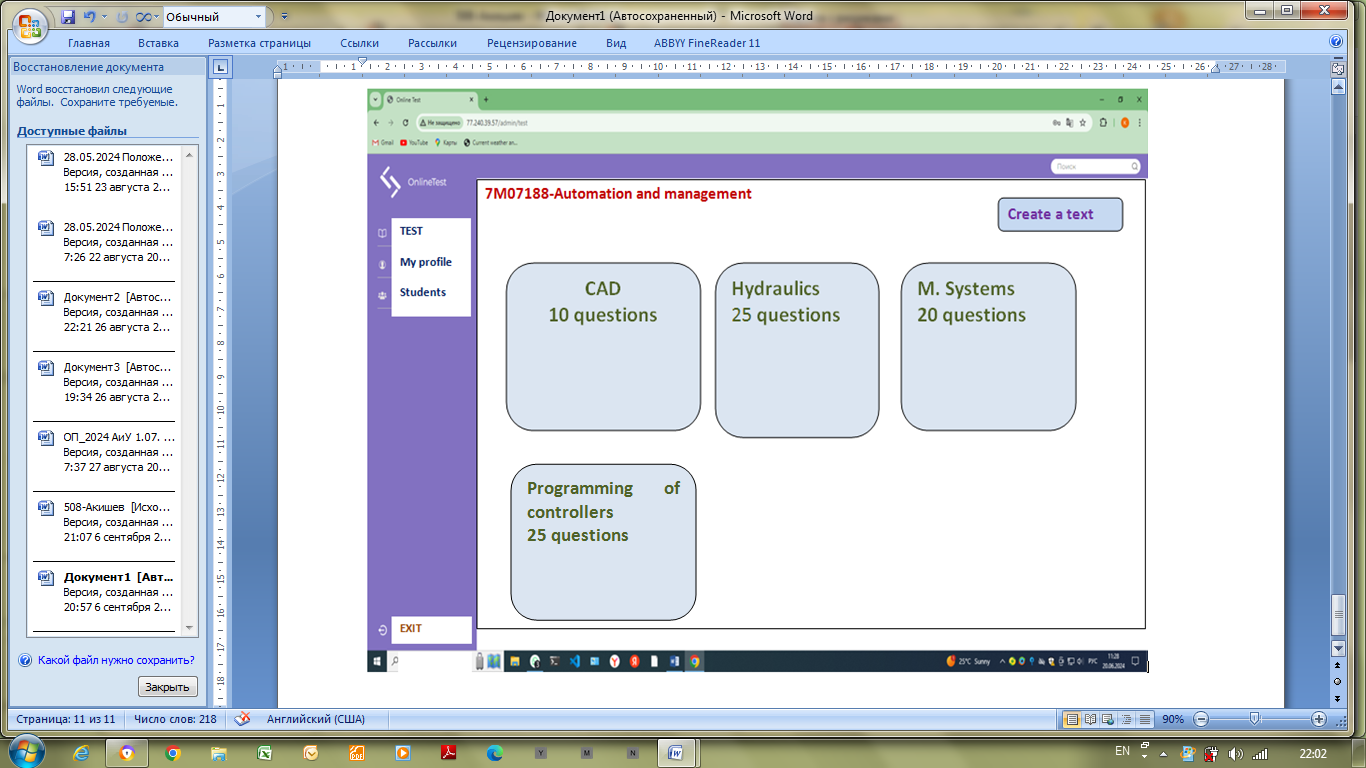 Обычный
Документ1 (Автосохраненный) - Microsoft Word
Главная Вставка Разметка страницы Ссылки Рассылки Рецензирование Вид ABBYY FineReader 11
Восстановление документа
Word восстановил следующие
файлы. Сохраните требуемые.
Доступные файлы
28.05.2024 Положе...
Версия, созданная ...
15:51 23 августа 2...
28.05.2024 Положе...
Версия, созданная ...
7:26 22 августа 20...
Документ2 [Автос...
Версия, созданная ...
22:21 26 августа 2...
Документ3 [Автос...
Версия, созданная ...
19:34 26 августа 2...
ОП_2024 АиУ 1.07. ...
Версия, созданная ...
7:37 27 августа 20...
508-Акишев [Исхо...
Версия, созданная ...
21:07 6 сентября 2...
Документ1 [Авт...
Версия, созданная ...
20:57 6 сентября 2...
Какой файл нужно сохранить?
Закрыть
Online Test
Не защищено 77.240.39.57/admin/test
Gmail YouTube Карты Current weather an...
OnlineTest
Поиск
7M07188-Automation and management
Create a text
TEST
My profile
Students
CAD
10 questions
Hydraulics
25 questions
M. Systems
20 questions
Programming of
controllers
25 questions
EXIT
25°C Sunny
РУС
11:28
20.06.2024
Страница: 11 из 11 Число слов: 218 Английский (США) 90%
EN 22:02